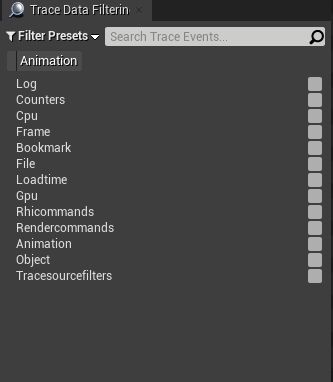 Trace Data Filterin
Filter Presets
Search Trace Events...
Animation
Log
Counters
Cpu
Frame
Bookmark
File
Loadtime
Gpu
Rhicommands
Rendercommands
Animation
Object
Tracesourcefilters